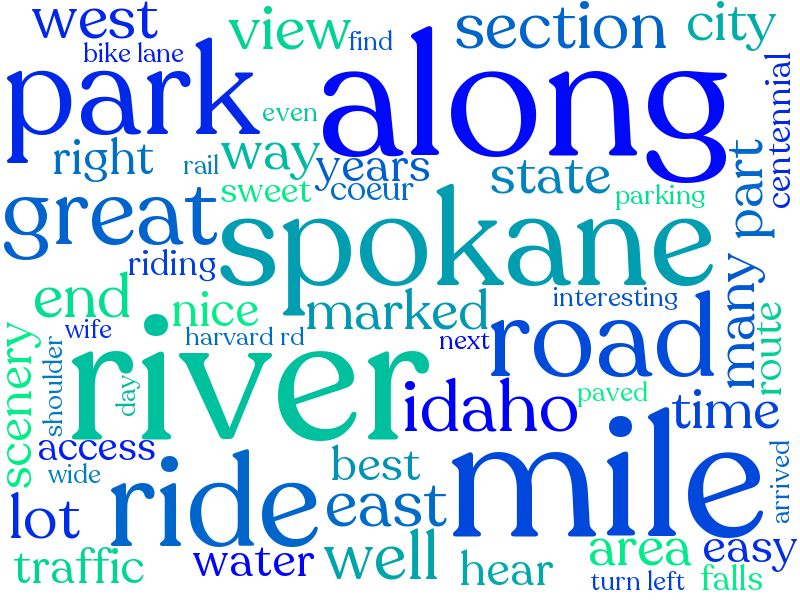 west
view
find
section
city
bike lane
park
along
centennial
even
right
rail
way
years
state
many part
sweet
coeur
parking
great
spokane
riding
end
nice
marked
interesting
road
route
scenery
wife
harvard rd
next
shoulder
river
day
idaho
paved
time
access
mile
wide
ride
best
east
arrived
lot
water
well
hear
area
easy
traffic
turn left
falls